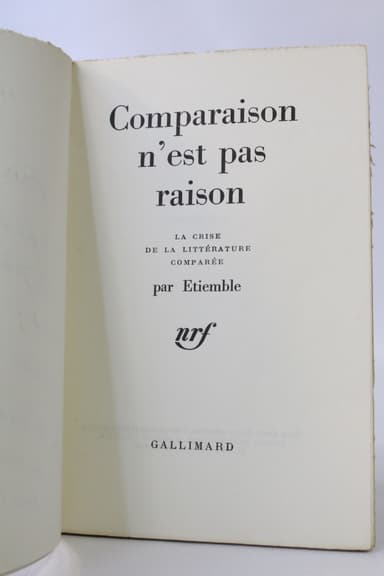 Comparaison
n'est pas
raison
LA CRISE
DE LA LITTÉRATURE
COMPARÉE
par Etiemble
nrf
GALLIMARD